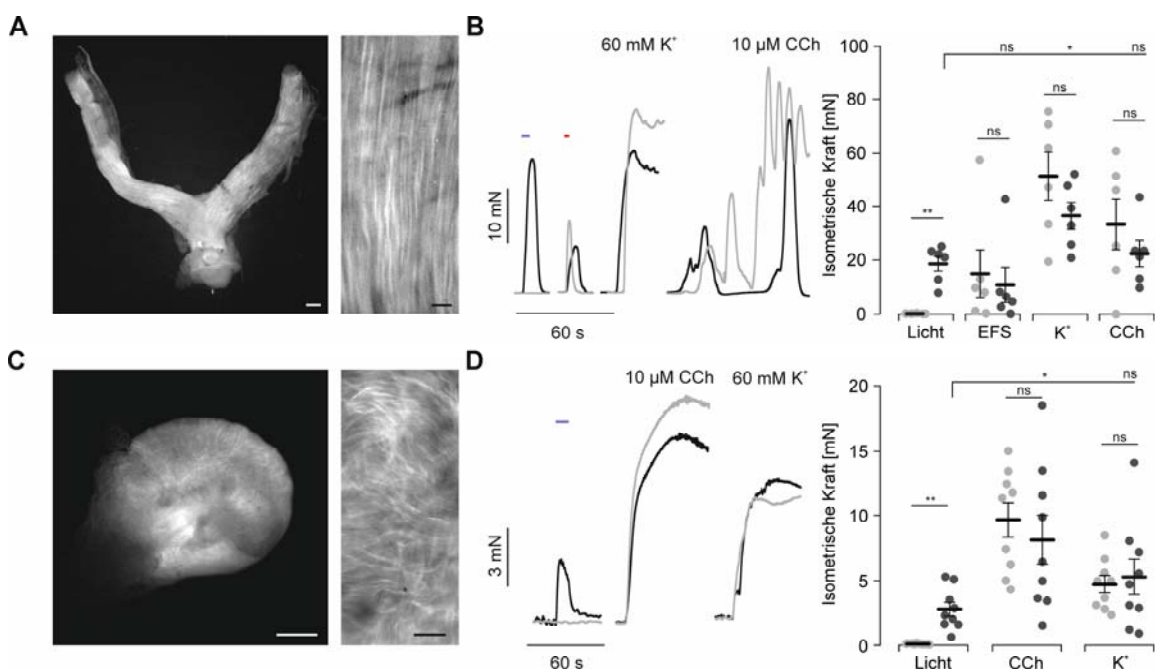 A
B
60 mM K⁺
10 µM CCh
10 mN
60 s
Isometrische Kraft [mN]
100
80
60
40
20
0
ns
*
ns
ns
ns
ns
**
Licht
EFS
K⁺
CCh
C
D
10 µM CCh
60 mM K⁺
3 mN
60 s
Isometrische Kraft [mN]
20
15
10
5
0
*
ns
ns
ns
**
Licht
CCh
K⁺